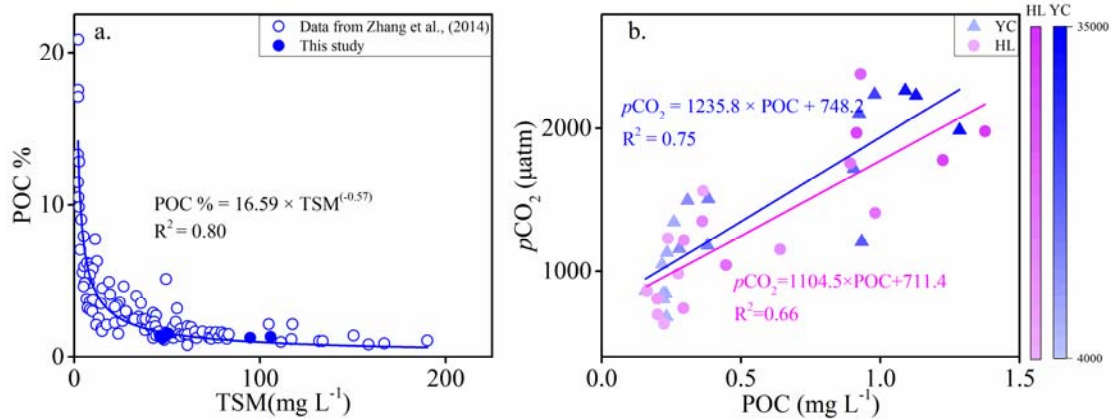 a.
Data from Zhang et al., (2014)
This study
POC % = 16.59 × TSM(-0.57)
R2 = 0.80
POC %
20
10
0
0
100
200
TSM(mg L-1)
b.
YC
HL
pCO2 = 1235.8 × POC + 748.2
R2 = 0.75
pCO2=1104.5×POC+711.4
R2=0.66
pCO2 (μatm)
2000
1000
0.0
0.5
1.0
1.5
POC (mg L-1)
HL YC
35000
4000